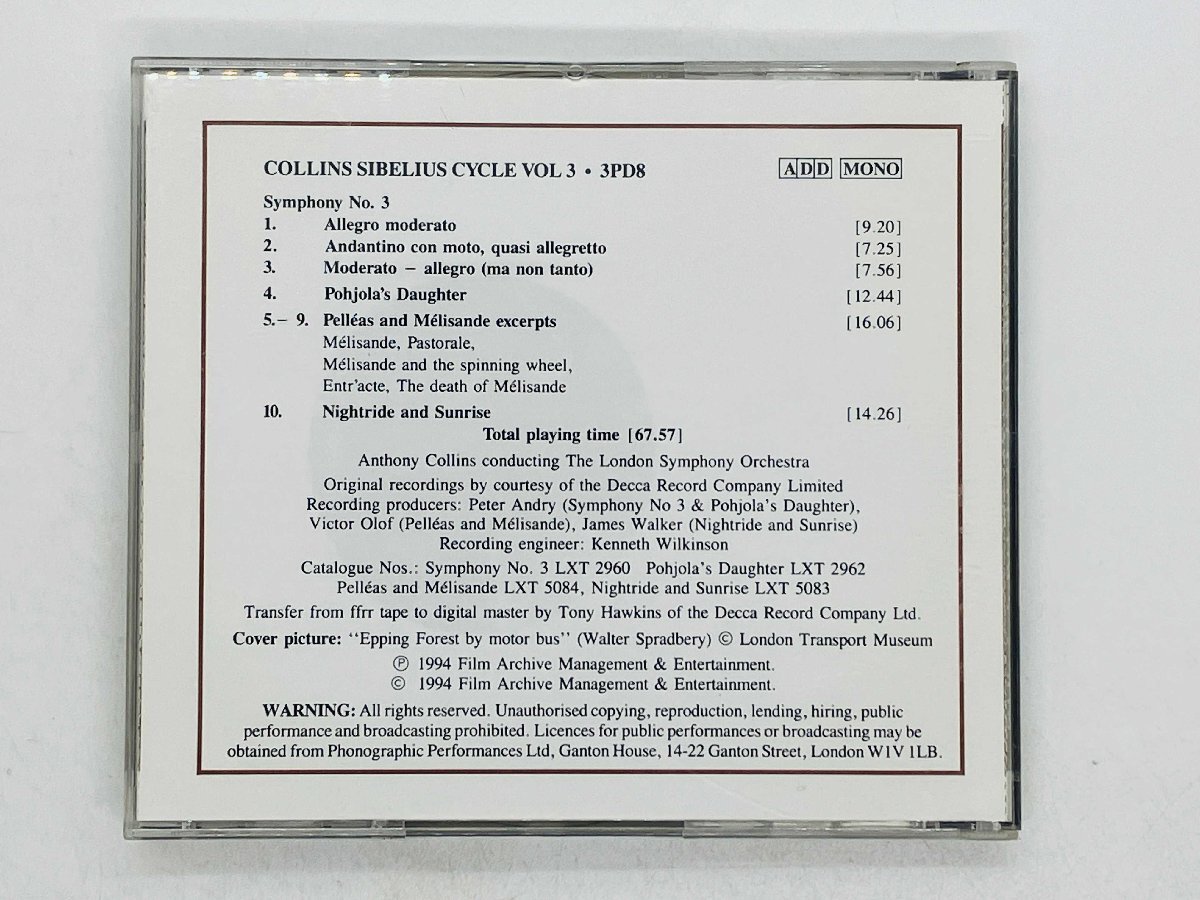 COLLINS SIBELIUS CYCLE VOL 3 • 3PD8 ADD MONO
Symphony No. 3
1. Allegro moderato [9.20]
2. Andantino con moto, quasi allegretto [7.25]
3. Moderato – allegro (ma non tanto) [7.56]
4. Pohjola's Daughter [12.44]
5.– 9. Pelléas and Mélisande excerpts [16.06]
Mélisande, Pastorale,
Mélisande and the spinning wheel,
Entr'acte, The death of Mélisande
10. Nightride and Sunrise [14.26]
Total playing time [67.57]
Anthony Collins conducting The London Symphony Orchestra
Original recordings by courtesy of the Decca Record Company Limited
Recording producers: Peter Andry (Symphony No 3 & Pohjola's Daughter),
Victor Olof (Pelléas and Mélisande), James Walker (Nightride and Sunrise)
Recording engineer: Kenneth Wilkinson
Catalogue Nos.: Symphony No. 3 LXT 2960 Pohjola's Daughter LXT 2962
Pelléas and Mélisande LXT 5084, Nightride and Sunrise LXT 5083
Transfer from ffrr tape to digital master by Tony Hawkins of the Decca Record Company Ltd.
Cover picture: "Epping Forest by motor bus" (Walter Spradbery) © London Transport Museum
℗ 1994 Film Archive Management & Entertainment.
© 1994 Film Archive Management & Entertainment.
WARNING: All rights reserved. Unauthorised copying, reproduction, lending, hiring, public
performance and broadcasting prohibited. Licences for public performances or broadcasting may be
obtained from Phonographic Performances Ltd, Ganton House, 14-22 Ganton Street, London W1V 1LB.